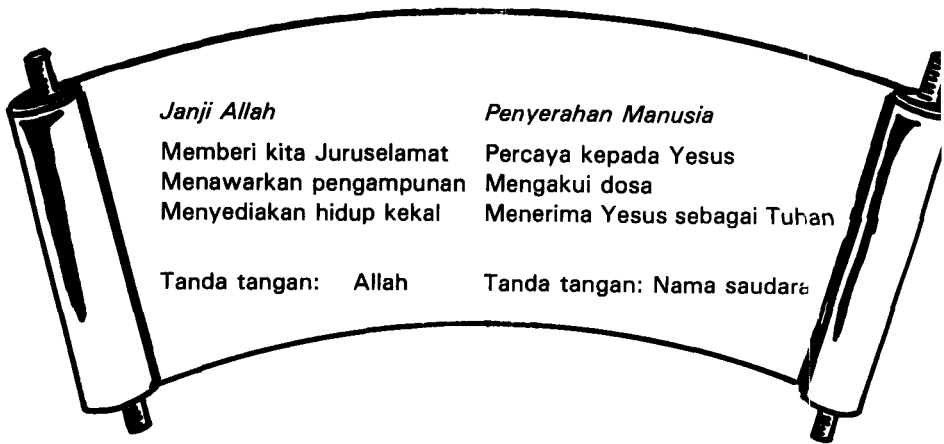 Janji Allah Penyerahan Manusia
Memberi kita Juruselamat Percaya kepada Yesus
Menawarkan pengampunan Mengakui dosa
Menyediakan hidup kekal Menerima Yesus sebagai Tuhan
Tanda tangan: Allah Tanda tangan: Nama saudara